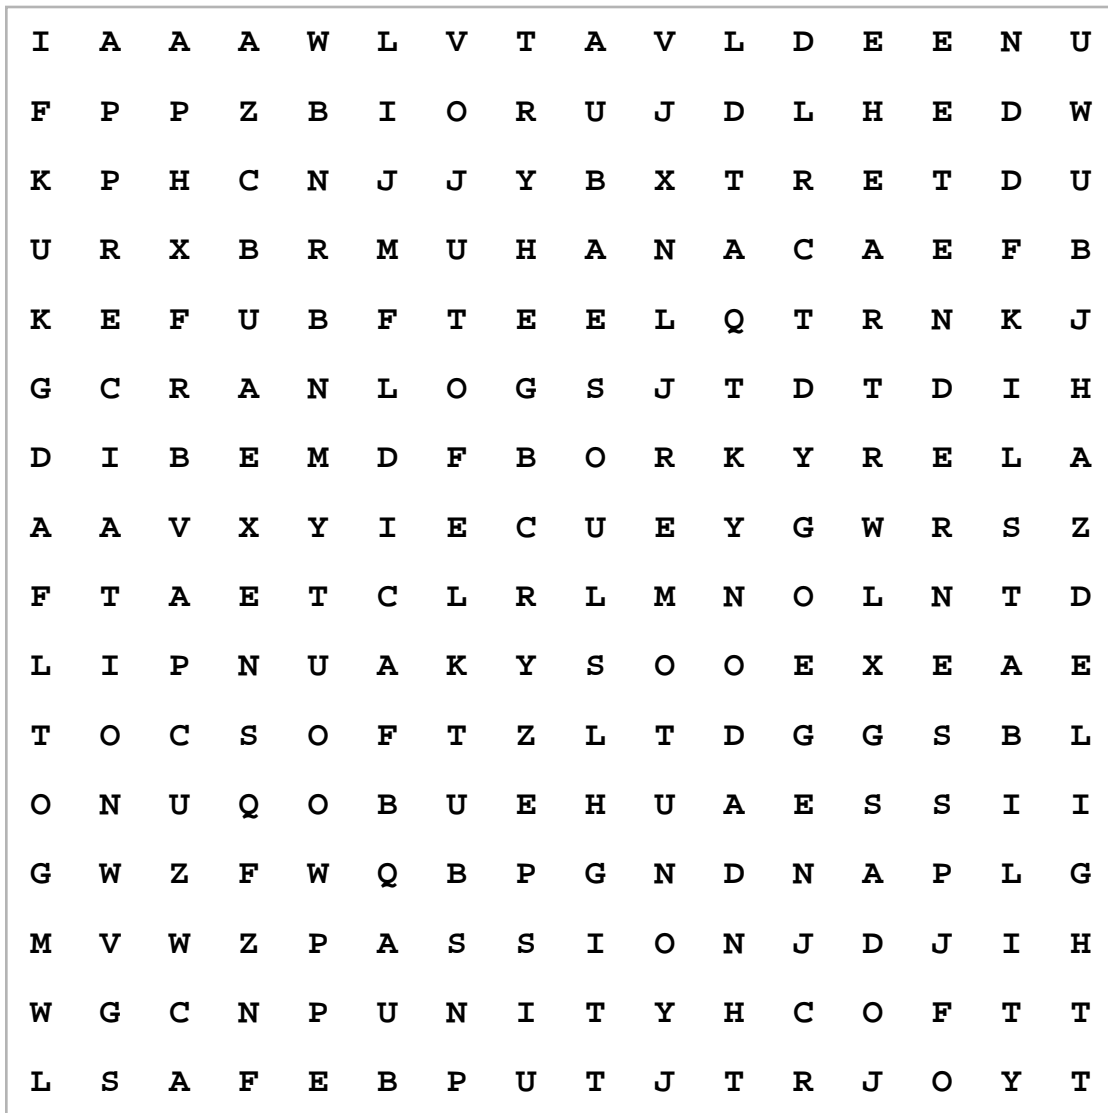 I A A A W L V T A V L D E E N U
F P P Z B I O R U J D L H E D W
K P H C N J J Y B X T R E T D U
U R X B R M U H A N A C A E F B
K E F U B F T E E L Q T R N K J
G C R A N L O G S J T D T D I H
D I B E M D F B O R K Y R E L A
A A V X Y I E C U E Y G W R S Z
F T A E T C L R L M N O L N T D
L I P N U A K Y S O O E X E A E
T O C S O F T Z L T D G G S B L
O N U Q O B U E H U A E S S I I
G W Z F W Q B P G N D N A P L G
M V W Z P A S S I O N J D J I H
W G C N P U N I T Y H C O F T T
L S A F E B P U T J T R J O Y T